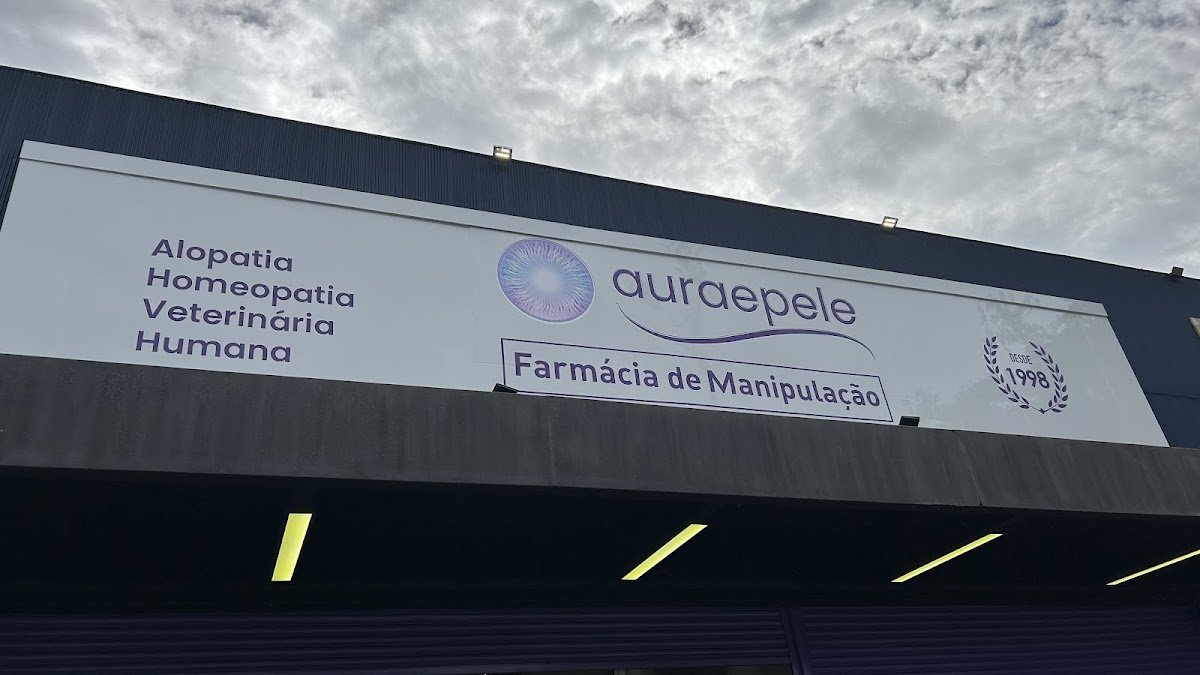 Alopatia
Homeopatia
Veterinária
Humana
auraepele
Farmácia de Manipulação
DESDE
1998